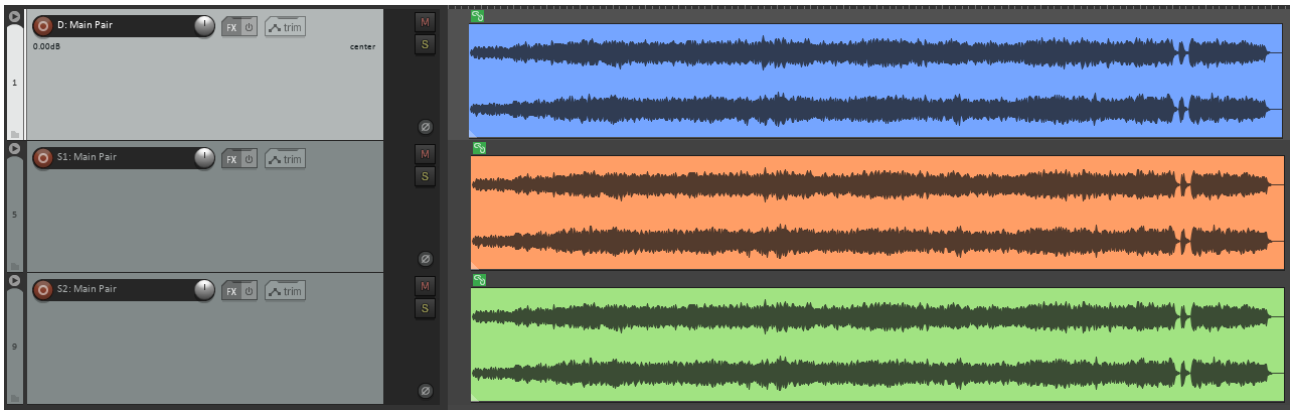 D: Main Pair FX trim M
0.00dB center S
1
S1: Main Pair FX trim M
S
5
S2: Main Pair FX trim M
S
9